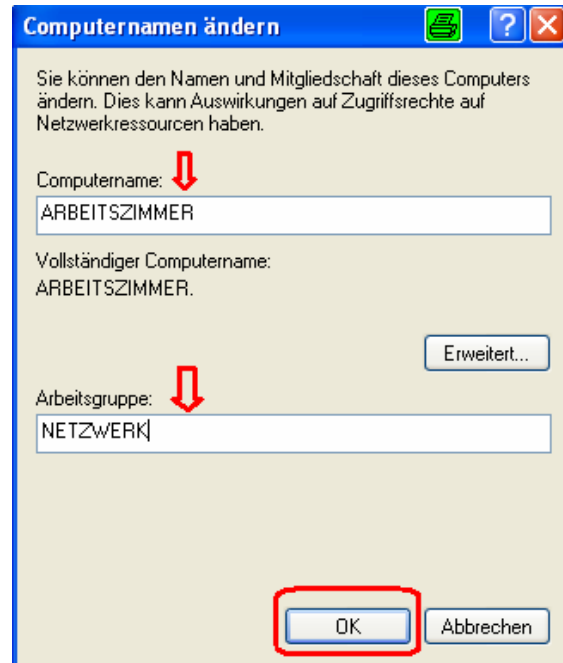 Computernamen ändern
Sie können den Namen und Mitgliedschaft dieses Computers
ändern. Dies kann Auswirkungen auf Zugriffsrechte auf
Netzwerkressourcen haben.
Computername:
ARBEITSZIMMER
Vollständiger Computername:
ARBEITSZIMMER.
Erweitert...
Arbeitsgruppe:
NETZWERK
OK
Abbrechen